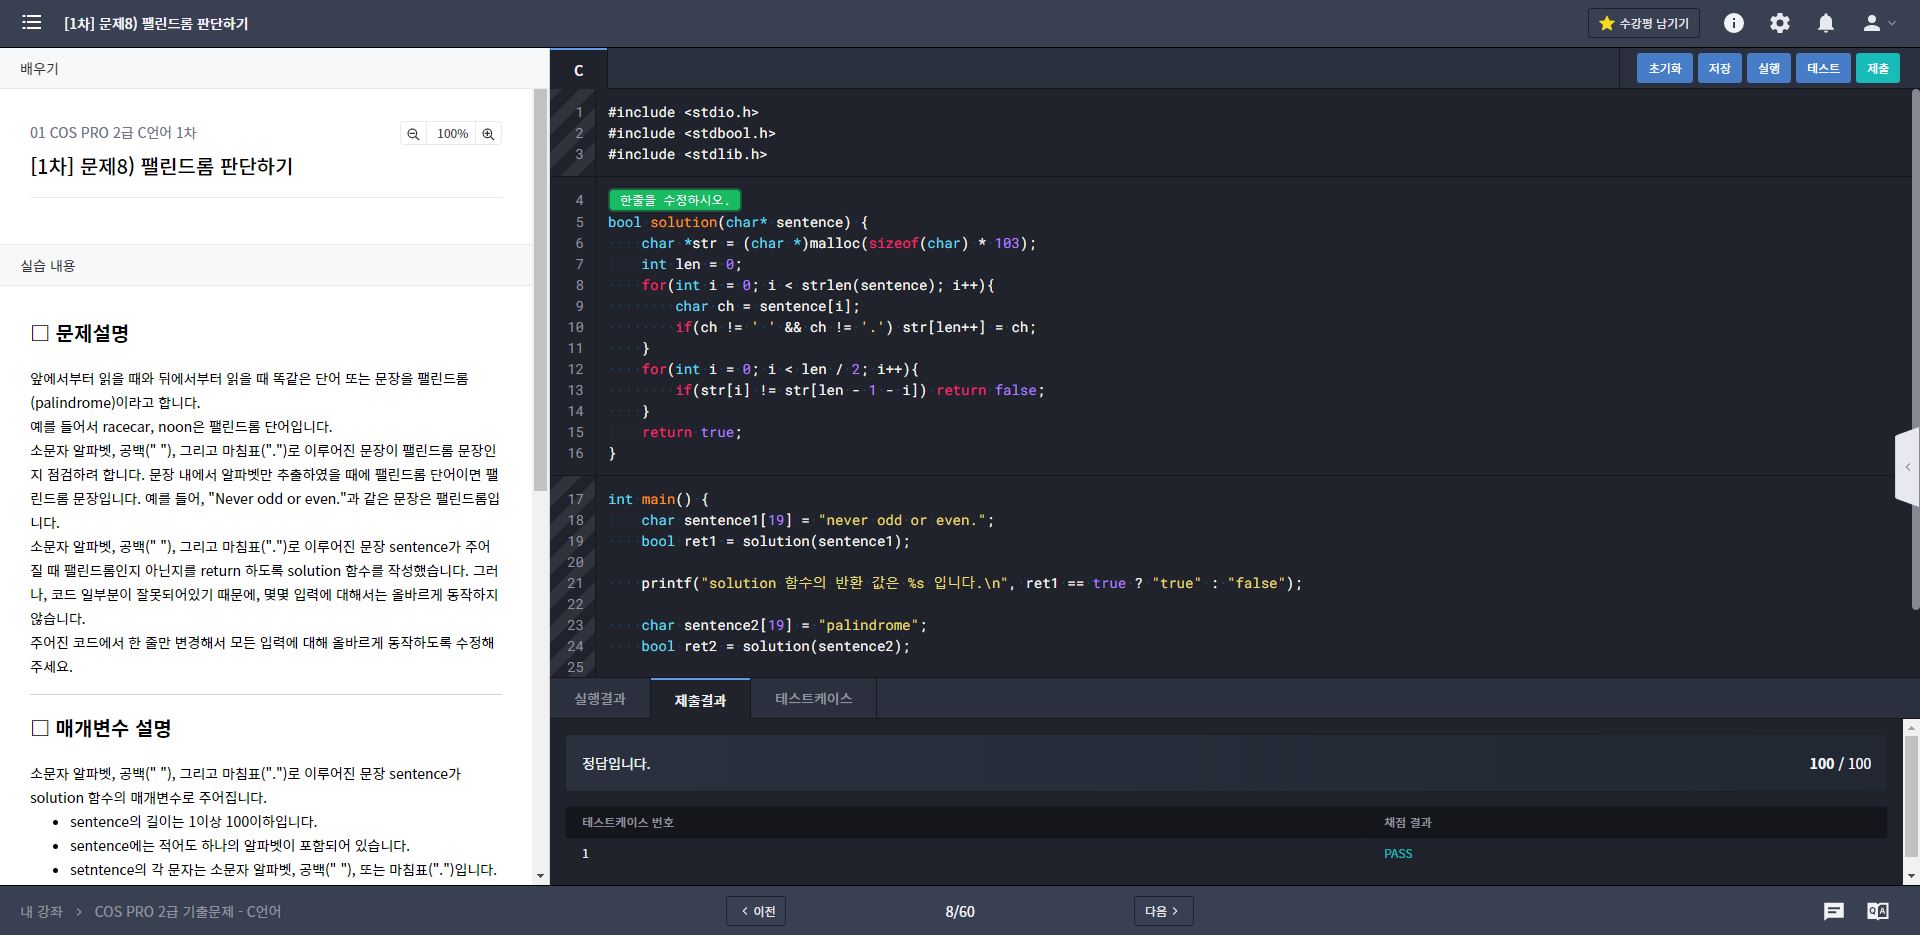 [1차] 문제8) 팰린드롬 판단하기
수강평 남기기
배우기
01 COS PRO 2급 C언어 1차
100%
[1차] 문제8) 팰린드롬 판단하기
실습 내용
□ 문제설명
앞에서부터 읽을 때와 뒤에서부터 읽을 때 똑같은 단어 또는 문장을 팰린드롬
(palindrome)이라고 합니다.
예를 들어서 racecar, noon은 팰린드롬 단어입니다.
소문자 알파벳, 공백(" "), 그리고 마침표(".")로 이루어진 문장이 팰린드롬 문장인
지 점검하려 합니다. 문장 내에서 알파벳만 추출하였을 때에 팰린드롬 단어이면 팰
린드롬 문장입니다. 예를 들어, "Never odd or even."과 같은 문장은 팰린드롬입
니다.
소문자 알파벳, 공백(" "), 그리고 마침표(".")로 이루어진 문장 sentence가 주어
질 때 팰린드롬인지 아닌지를 return 하도록 solution 함수를 작성했습니다. 그러
나, 코드 일부분이 잘못되어있기 때문에, 몇몇 입력에 대해서는 올바르게 동작하지
않습니다.
주어진 코드에서 한 줄만 변경해서 모든 입력에 대해 올바르게 동작하도록 수정해
주세요.
□ 매개변수 설명
소문자 알파벳, 공백(" "), 그리고 마침표(".")로 이루어진 문장 sentence가
solution 함수의 매개변수로 주어집니다.
• sentence의 길이는 1이상 100이하입니다.
• sentence에는 적어도 하나의 알파벳이 포함되어 있습니다.
• setntence의 각 문자는 소문자 알파벳, 공백(" "), 또는 마침표(".")입니다.
C
초기화 저장 실행 테스트 제출
1 #include <stdio.h>
2 #include <stdbool.h>
3 #include <stdlib.h>
4 한줄을 수정하시오.
5 bool solution(char* sentence) {
6     char *str = (char *)malloc(sizeof(char) * 103);
7     int len = 0;
8     for(int i = 0; i < strlen(sentence); i++){
9         char ch = sentence[i];
10         if(ch != ' ' && ch != '.') str[len++] = ch;
11     }
12     for(int i = 0; i < len / 2; i++){
13         if(str[i] != str[len - 1 - i]) return false;
14     }
15     return true;
16 }
17 int main() {
18     char sentence1[19] = "never odd or even.";
19     bool ret1 = solution(sentence1);
20
21     printf("solution 함수의 반환 값은 %s 입니다.\n", ret1 == true ? "true" : "false");
22
23     char sentence2[19] = "palindrome";
24     bool ret2 = solution(sentence2);
25
실행결과 제출결과 테스트케이스
정답입니다. 100 / 100
테스트케이스 번호 채점 결과
1 PASS
내 강좌 > COS PRO 2급 기출문제 - C언어
< 이전 8/60 다음 >